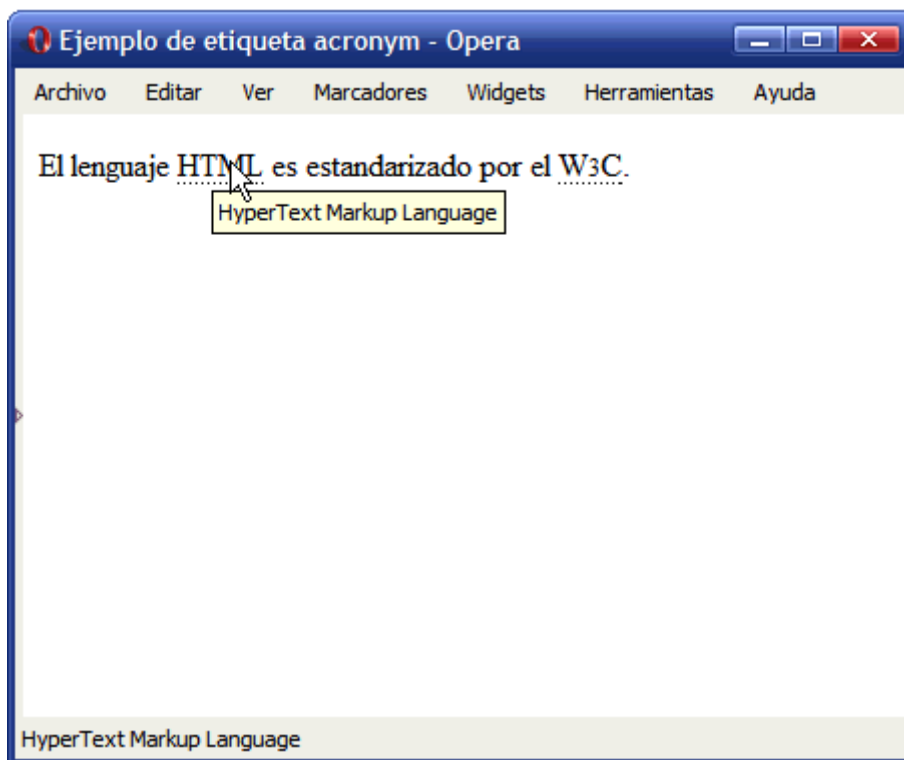 Ejemplo de etiqueta acronym - Opera
Archivo Editar Ver Marcadores Widgets Herramientas Ayuda
El lenguaje HTML es estandarizado por el W3C.
HyperText Markup Language
HyperText Markup Language